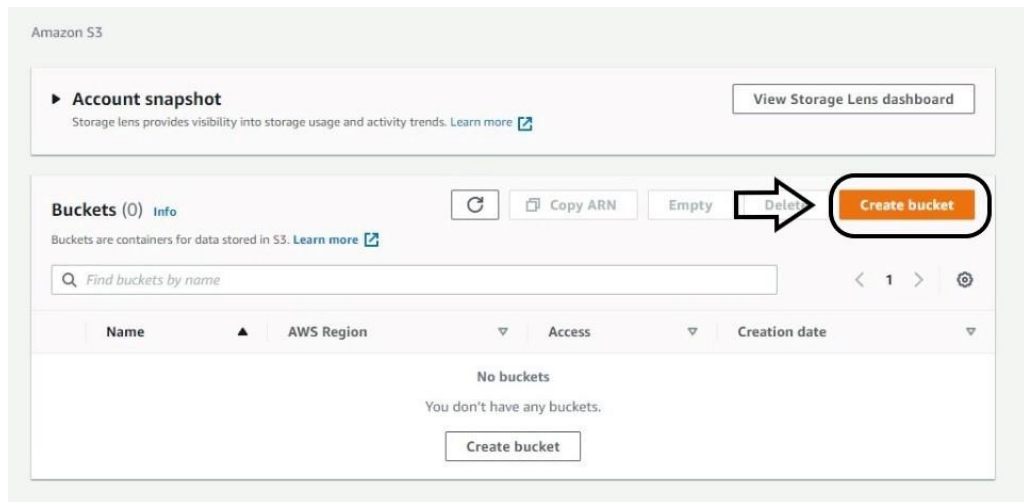 Amazon S3
Account snapshot
View Storage Lens dashboard
Storage lens provides visibility into storage usage and activity trends. Learn more
Buckets (0) Info
Copy ARN
Empty
Delete
Create bucket
Buckets are containers for data stored in S3. Learn more
Find buckets by name
1
Name
AWS Region
Access
Creation date
No buckets
You don't have any buckets.
Create bucket